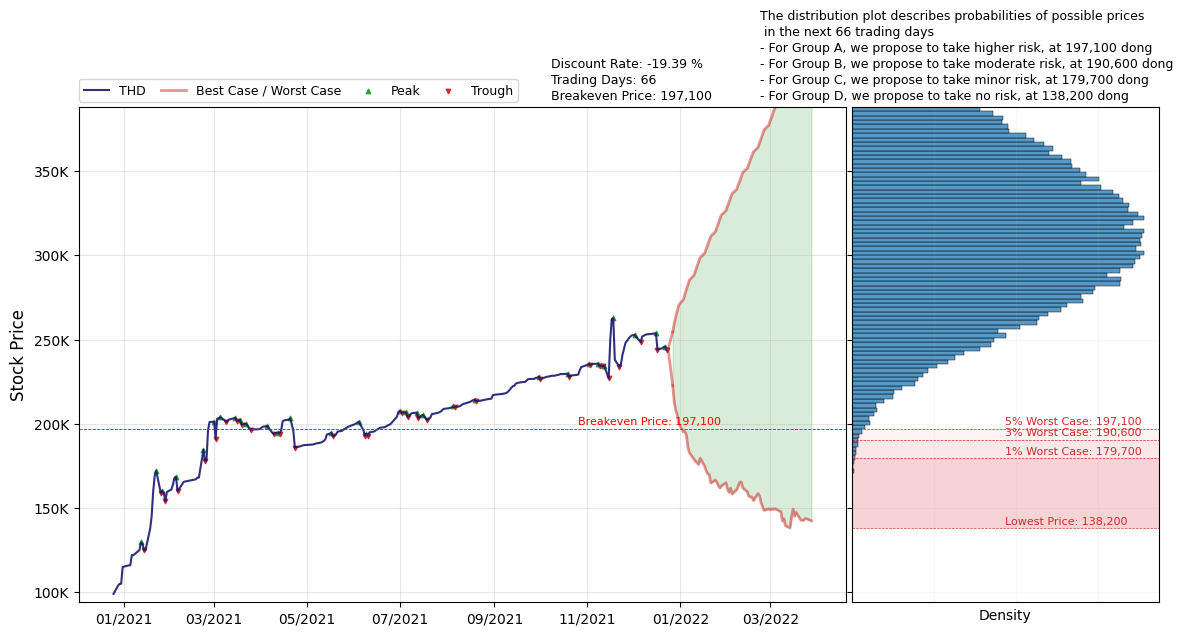 The distribution plot describes probabilities of possible prices
in the next 66 trading days
- For Group A, we propose to take higher risk, at 197,100 dong
- For Group B, we propose to take moderate risk, at 190,600 dong
- For Group C, we propose to take minor risk, at 179,700 dong
- For Group D, we propose to take no risk, at 138,200 dong
Discount Rate: -19.39 %
Trading Days: 66
Breakeven Price: 197,100
THD Best Case / Worst Case Peak Trough
Stock Price
350K
300K
250K
200K
150K
100K
Breakeven Price: 197,100
5% Worst Case: 197,100
3% Worst Case: 190,600
1% Worst Case: 179,700
Lowest Price: 138,200
01/2021 03/2021 05/2021 07/2021 09/2021 11/2021 01/2022 03/2022
Density